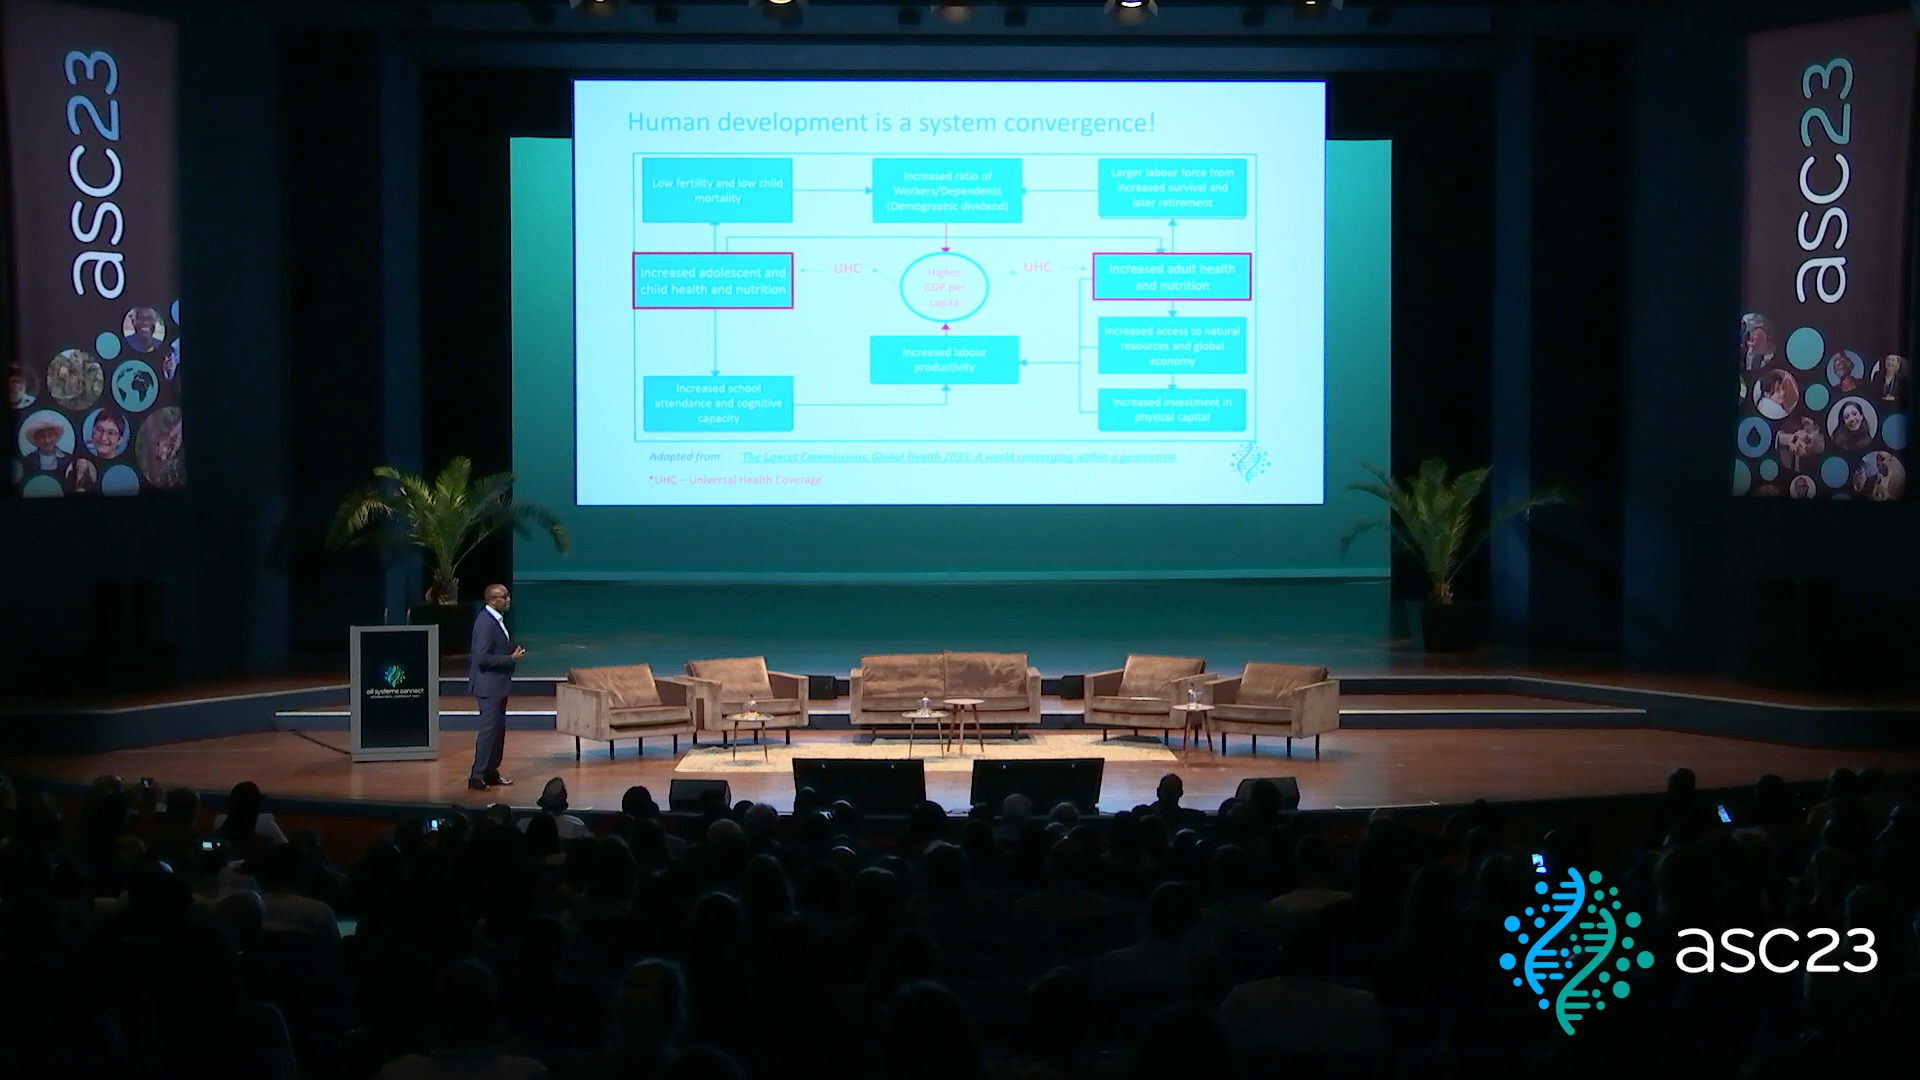 asc23
asc23
Human development is a system convergence!
Low fertility and low child
mortality
Increased ratio of
Workers/Dependents
(Demographic dividend)
Larger labour force from
increased survival and
later retirement
Increased adolescent and
child health and nutrition
UHC
Higher
GDP per
capita
UHC
Increased adult health
and nutrition
Increased access to natural
resources and global
economy
Increased labour
productivity
Increased school
attendance and cognitive
capacity
Increased investment in
physical capital
Adapted from: The Lancet Commissions: Global Health 2035: A world converging within a generation
*UHC – Universal Health Coverage
all systems connect
asc23